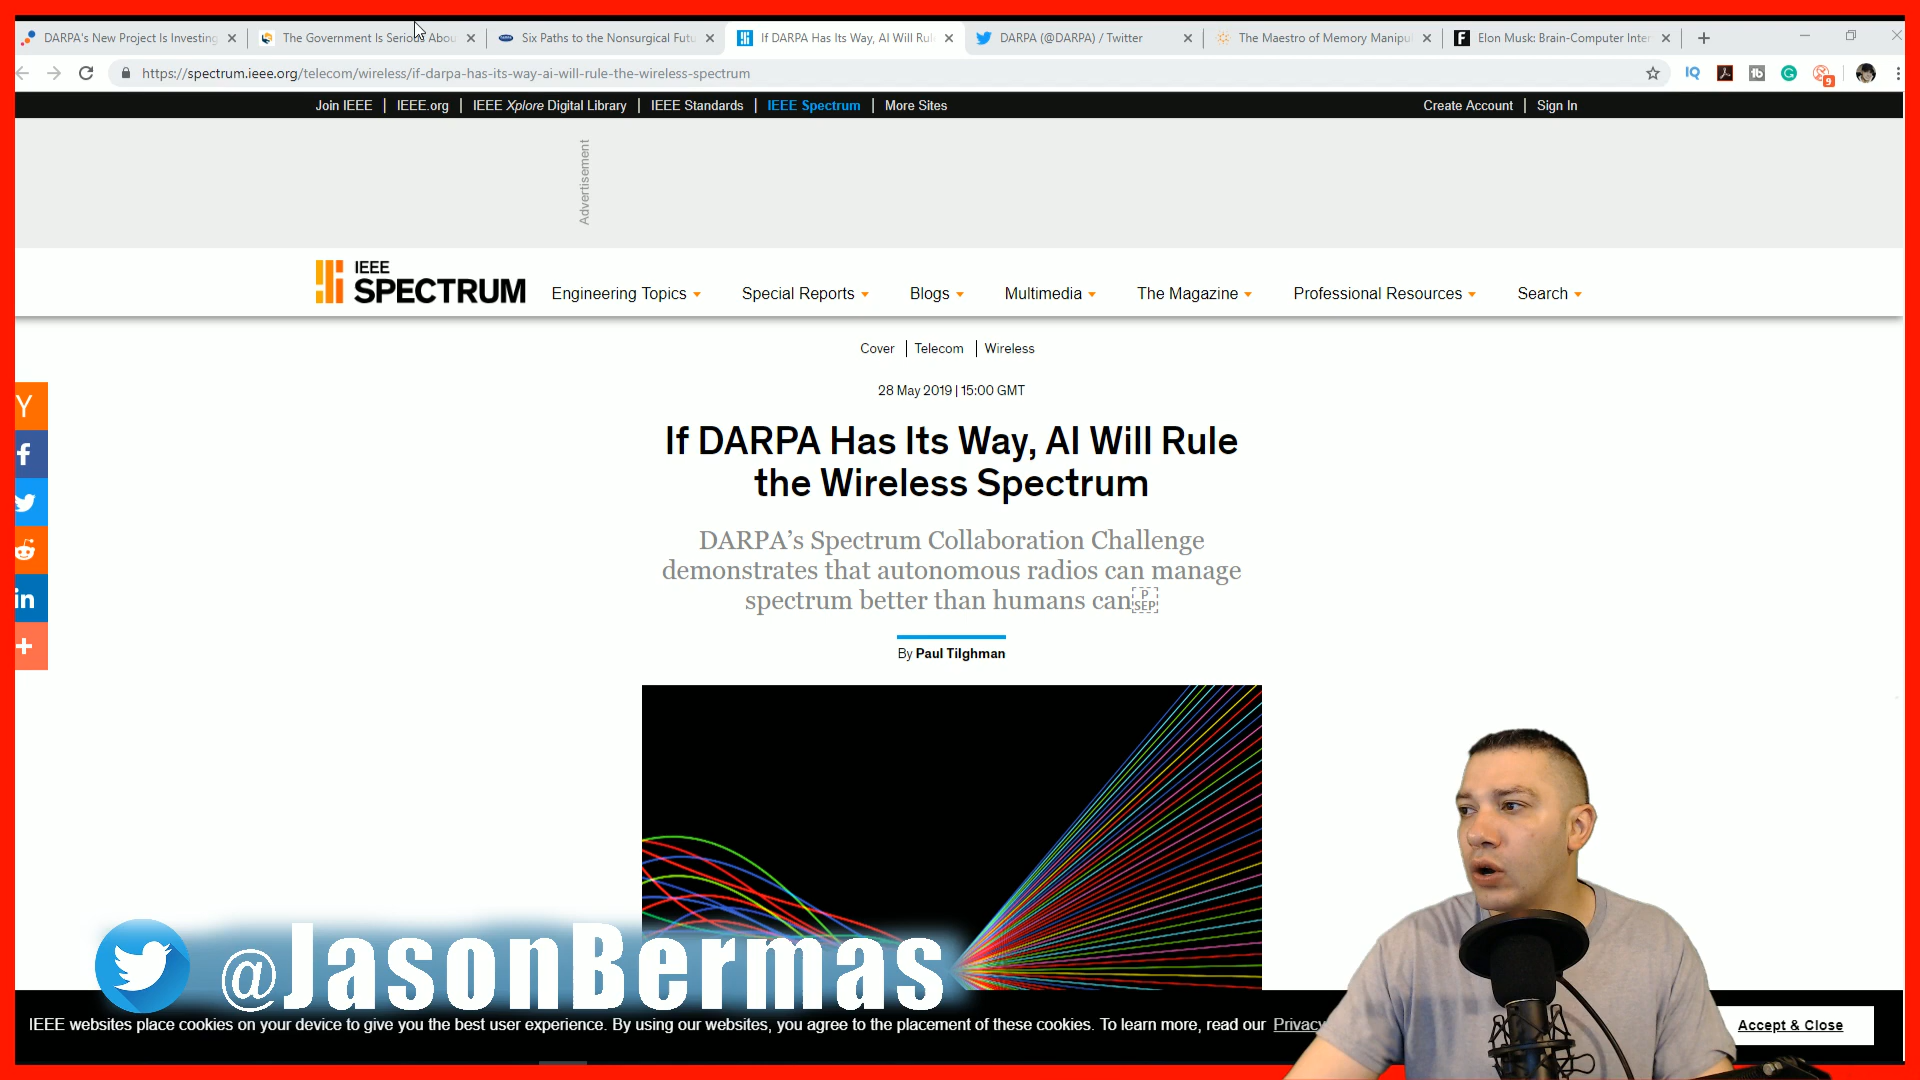 DARPA's New Project Is Investing
The Government Is Serious Abou
Six Paths to the Nonsurgical Futu
If DARPA Has Its Way, AI Will Rul
DARPA (@DARPA) / Twitter
The Maestro of Memory Manipul
Elon Musk: Brain-Computer Inter
https://spectrum.ieee.org/telecom/wireless/if-darpa-has-its-way-ai-will-rule-the-wireless-spectrum
Join IEEE | IEEE.org | IEEE Xplore Digital Library | IEEE Standards | IEEE Spectrum | More Sites
Create Account | Sign In
Advertisement
IEEE
SPECTRUM
Engineering Topics Special Reports Blogs Multimedia The Magazine Professional Resources Search
Cover | Telecom | Wireless
28 May 2019 | 15:00 GMT
If DARPA Has Its Way, AI Will Rule
the Wireless Spectrum
DARPA’s Spectrum Collaboration Challenge
demonstrates that autonomous radios can manage
spectrum better than humans can
By Paul Tilghman
@JasonBermas
IEEE websites place cookies on your device to give you the best user experience. By using our websites, you agree to the placement of these cookies. To learn more, read our Privacy
Accept & Close